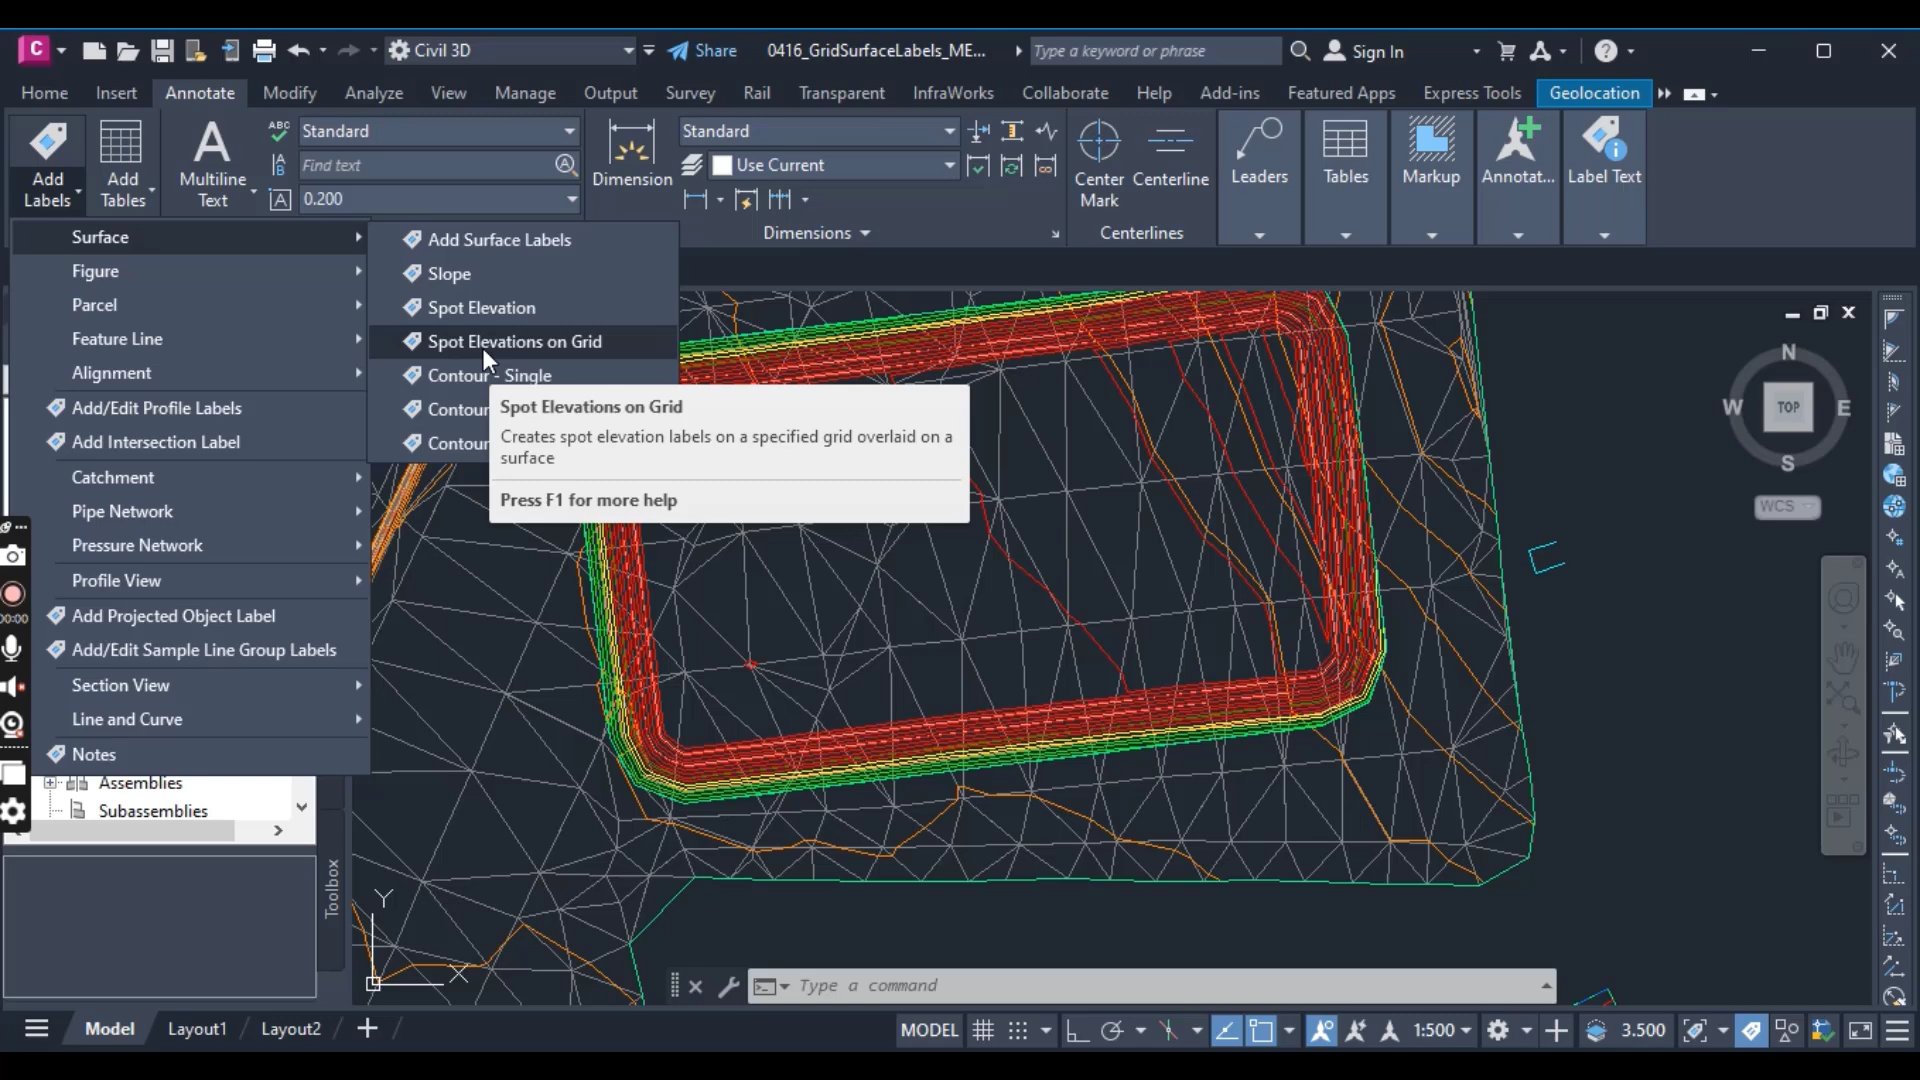 C
Civil 3D
Share
0416_GridSurfaceLabels_ME...
Type a keyword or phrase
Sign In
Home
Insert
Annotate
Modify
Analyze
View
Manage
Output
Survey
Rail
Transparent
InfraWorks
Collaborate
Help
Add-ins
Featured Apps
Express Tools
Geolocation
Add
Labels
Add
Tables
Multiline
Text
ABC
Standard
Find text
0.200
Dimension
Standard
Use Current
Dimensions
Center
Mark
Centerline
Centerlines
Leaders
Tables
Markup
Annotat...
Label Text
Surface
Figure
Parcel
Feature Line
Alignment
Add/Edit Profile Labels
Add Intersection Label
Catchment
Pipe Network
Pressure Network
Profile View
Add Projected Object Label
Add/Edit Sample Line Group Labels
Section View
Line and Curve
Notes
Add Surface Labels
Slope
Spot Elevation
Spot Elevations on Grid
Contour - Single
Contour
Contour
Spot Elevations on Grid
Creates spot elevation labels on a specified grid overlaid on a
surface
Press F1 for more help
N
W
TOP
E
S
WCS
00:00
Assemblies
Subassemblies
Toolbox
Y
X
Type a command
Model
Layout1
Layout2
MODEL
1:500
3.500